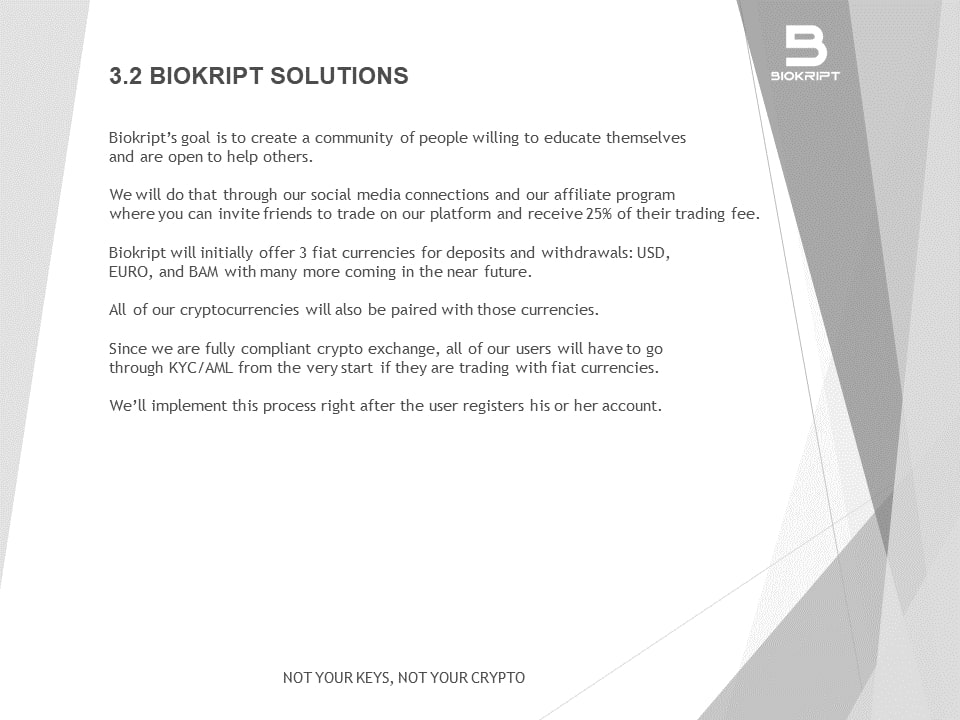 BIOKRIPT
3.2 BIOKRIPT SOLUTIONS
Biokript’s goal is to create a community of people willing to educate themselves
and are open to help others.
We will do that through our social media connections and our affiliate program
where you can invite friends to trade on our platform and receive 25% of their trading fee.
Biokript will initially offer 3 fiat currencies for deposits and withdrawals: USD,
EURO, and BAM with many more coming in the near future.
All of our cryptocurrencies will also be paired with those currencies.
Since we are fully compliant crypto exchange, all of our users will have to go
through KYC/AML from the very start if they are trading with fiat currencies.
We’ll implement this process right after the user registers his or her account.
NOT YOUR KEYS, NOT YOUR CRYPTO